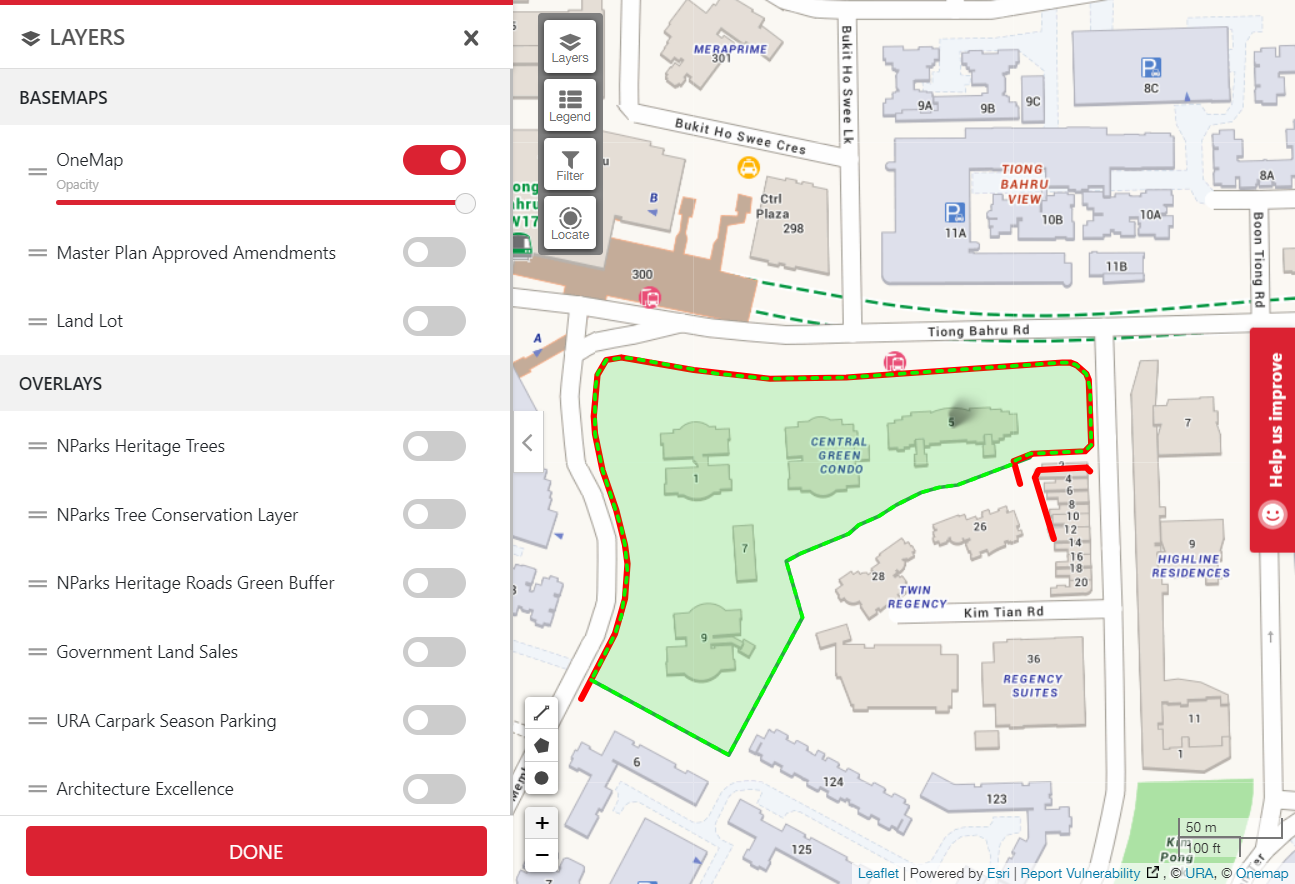 LAYERS
BASEMAPS
OneMap
Opacity
Master Plan Approved Amendments
Land Lot
OVERLAYS
NParks Heritage Trees
NParks Tree Conservation Layer
NParks Heritage Roads Green Buffer
Government Land Sales
URA Carpark Season Parking
Architecture Excellence
DONE
Layers
Legend
Filter
Locate
MERAPRIME
301
Bukit Ho Swee Lk
Bukit Ho Swee Cres
9A
9B
9C
P
8C
8A
TIONG
BAHRU
VIEW
P
11A
10B
10A
11B
Boon Tiong Rd
B
Ctrl
Plaza
298
300
A
Tiong Bahru Rd
CENTRAL
GREEN
CONDO
5
1
7
9
2
4
6
8
10
12
14
16
18
20
26
28
TWIN
REGENCY
Kim Tian Rd
7
9
HIGHLINE
RESIDENCES
36
REGENCY
SUITES
11
1
6
124
123
125
7
Help us improve
+
−
50 m
100 ft
Leaflet | Powered by Esri | Report Vulnerability , © URA, © Onemap